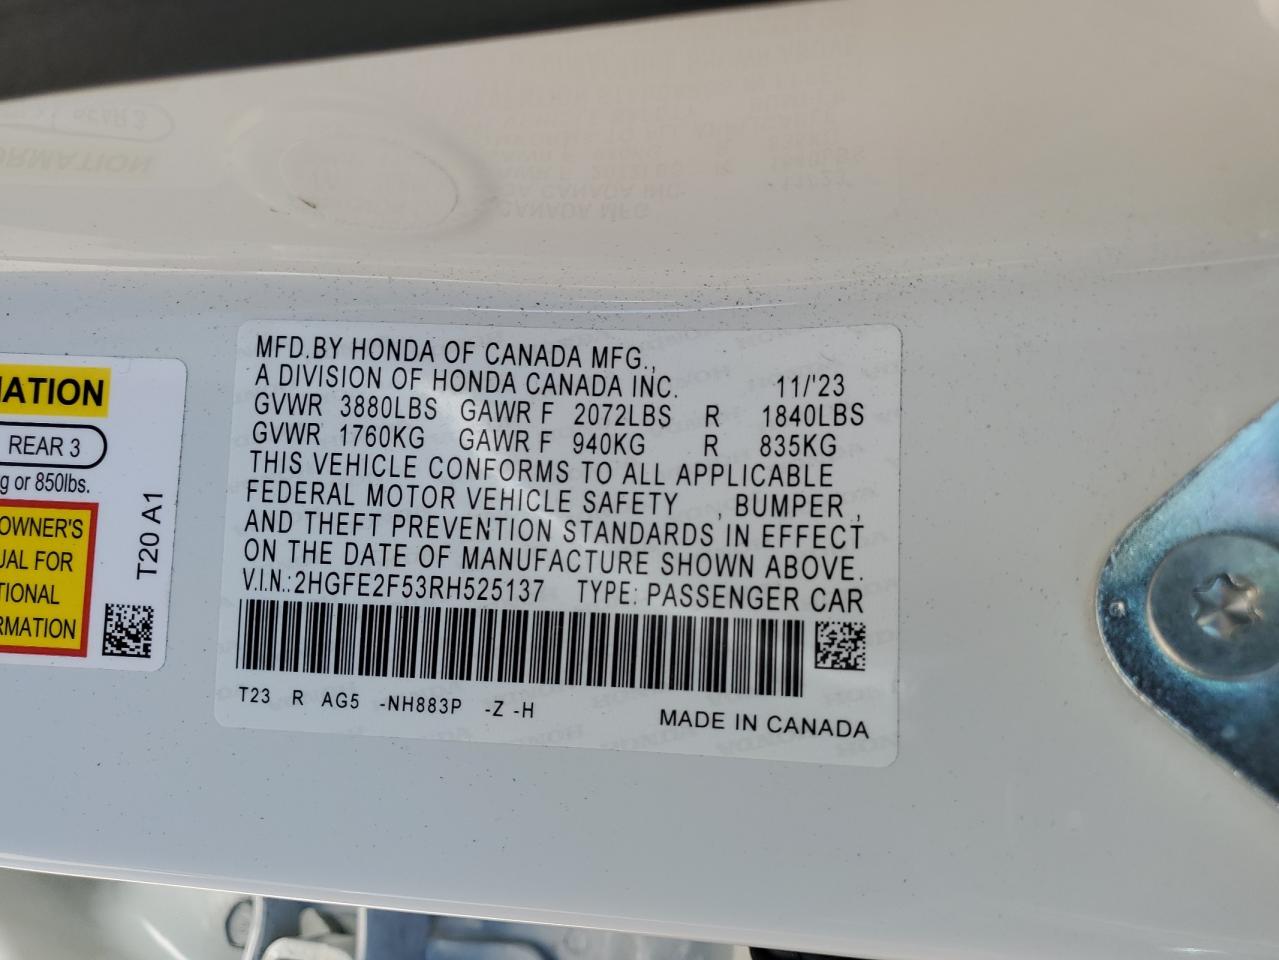 MATION
REAR 3
g or 850lbs.
OWNER'S
UAL FOR
TIONAL
RMATION
T20 A1
MFD.BY HONDA OF CANADA MFG.,
A DIVISION OF HONDA CANADA INC. 11/'23
GVWR 3880LBS GAWR F 2072LBS R 1840LBS
GVWR 1760KG GAWR F 940KG R 835KG
THIS VEHICLE CONFORMS TO ALL APPLICABLE
FEDERAL MOTOR VEHICLE SAFETY , BUMPER ,
AND THEFT PREVENTION STANDARDS IN EFFECT
ON THE DATE OF MANUFACTURE SHOWN ABOVE.
V.I.N.: 2HGFE2F53RH525137 TYPE: PASSENGER CAR
T23 R AG5 -NH883P -Z -H
MADE IN CANADA